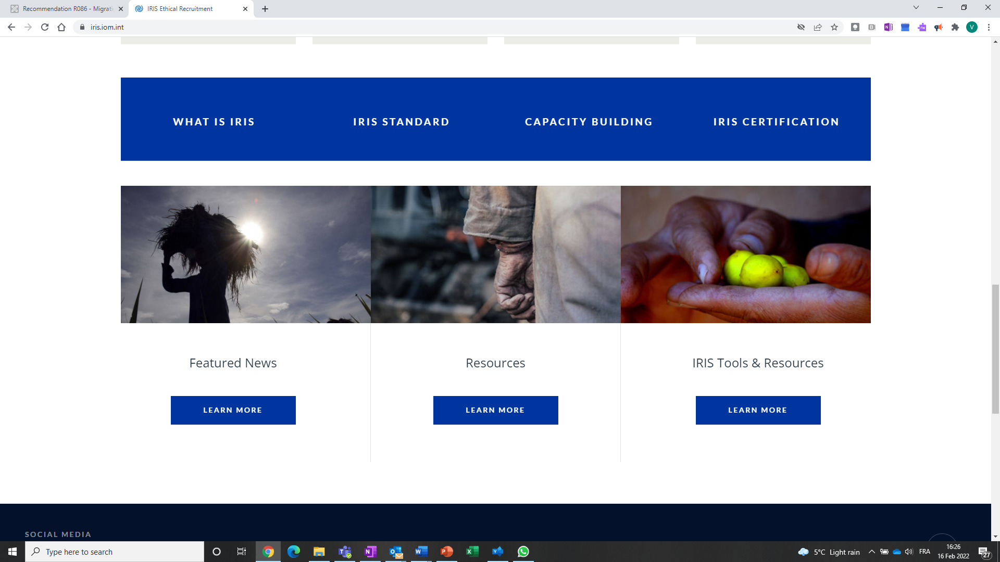 Recommendation R086 - Migrati
IRIS Ethical Recruitment
iris.iom.int
V
WHAT IS IRIS
IRIS STANDARD
CAPACITY BUILDING
IRIS CERTIFICATION
Featured News
Resources
IRIS Tools & Resources
LEARN MORE
LEARN MORE
LEARN MORE
SOCIAL MEDIA
Type here to search
5°C Light rain
FRA
16:26
16 Feb 2022
27